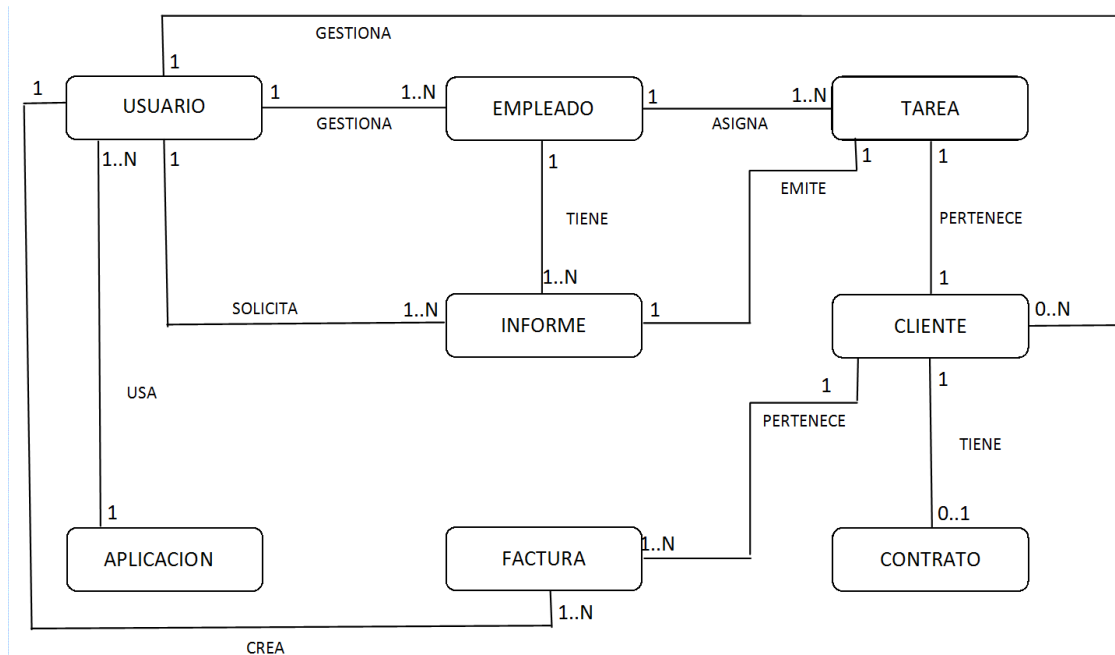 GESTIONA
1
1
USUARIO
1
1..N
GESTIONA
EMPLEADO
1
1..N
ASIGNA
TAREA
1..N
1
1
1
EMITE
1
TIENE
PERTENECE
1..N
1
SOLICITA
1..N
INFORME
1
CLIENTE
0..N
USA
1
1
PERTENECE
TIENE
1
0..1
APLICACION
FACTURA
1..N
CONTRATO
1..N
CREA